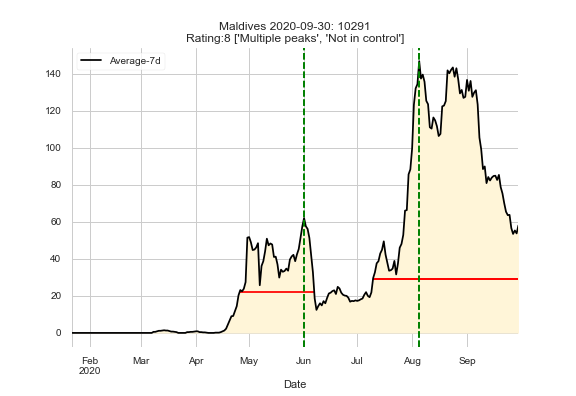 Maldives 2020-09-30: 10291
Rating:8 ['Multiple peaks', 'Not in control']
Average-7d
140
120
100
80
60
40
20
0
Feb Mar Apr May Jun Jul Aug Sep
2020
Date